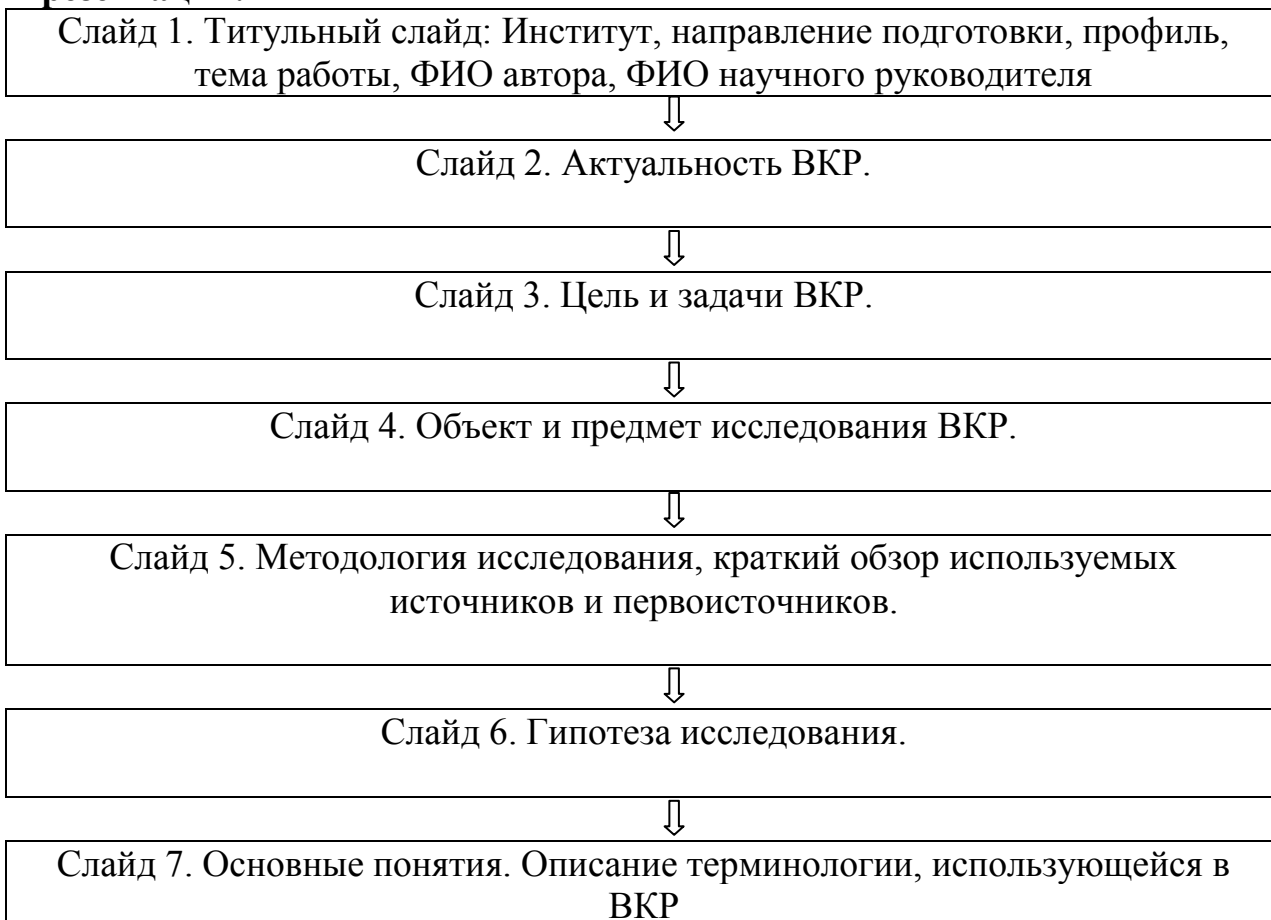 Слайд 1. Титульный слайд: Институт, направление подготовки, профиль,
тема работы, ФИО автора, ФИО научного руководителя
Слайд 2. Актуальность ВКР.
Слайд 3. Цель и задачи ВКР.
Слайд 4. Объект и предмет исследования ВКР.
Слайд 5. Методология исследования, краткий обзор используемых
источников и первоисточников.
Слайд 6. Гипотеза исследования.
Слайд 7. Основные понятия. Описание терминологии, использующейся в
ВКР